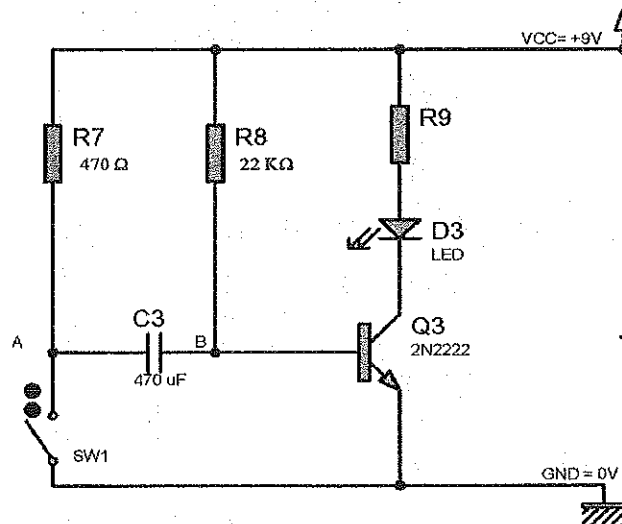 VCC= +9V
R7
470 Ω
R8
22 KΩ
R9
D3
LED
C3
A
B
470 uF
Q3
2N2222
SW1
GND = 0V